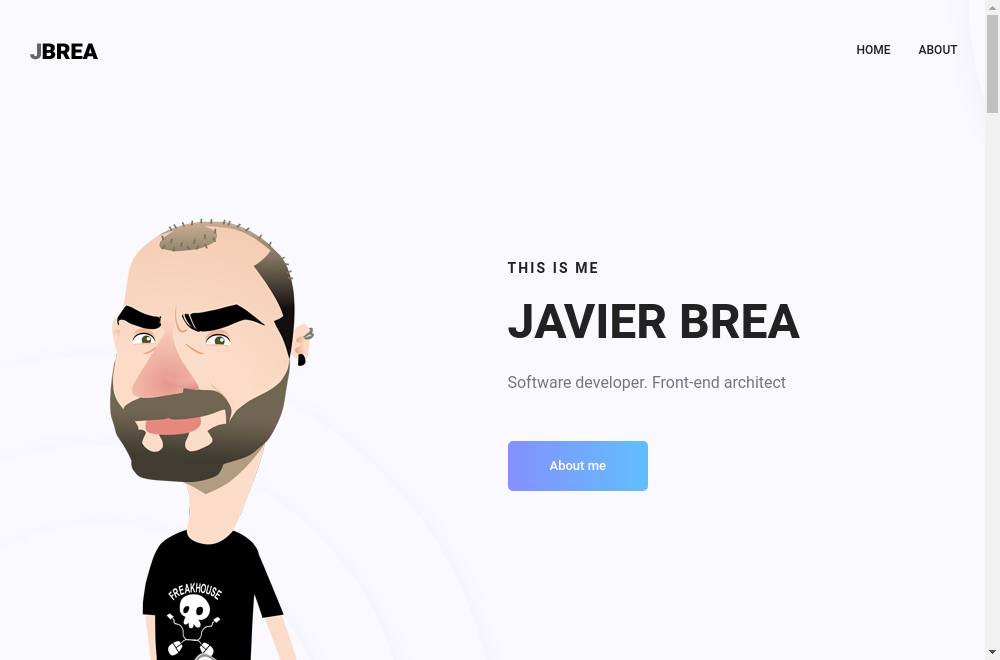 JBREA
HOME
ABOUT
THIS IS ME
JAVIER BREA
Software developer. Front-end architect
About me
FREAKHOUSE